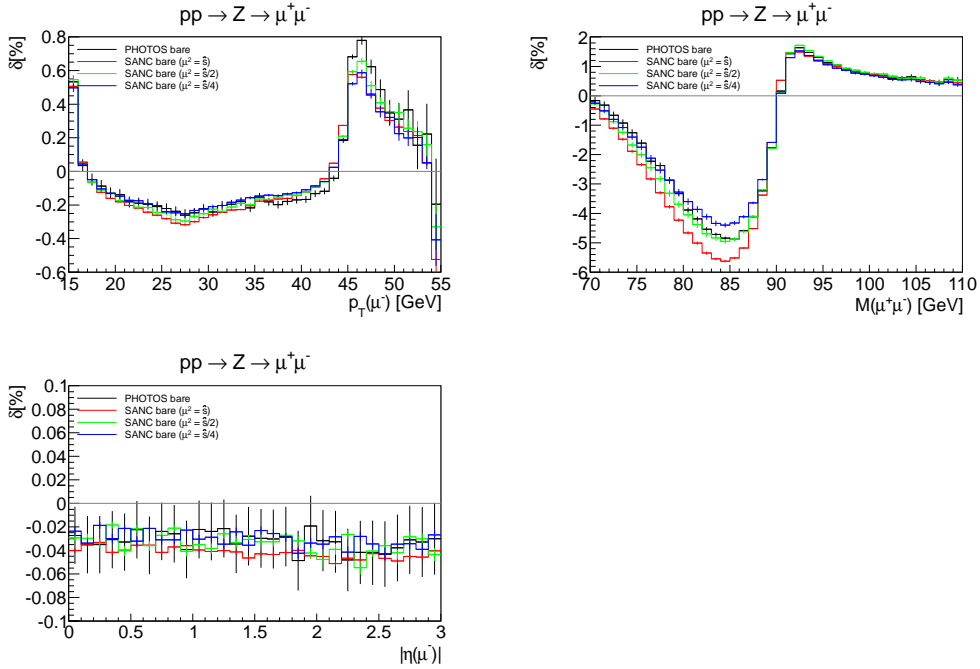 pp → Z → μ⁺μ⁻
δ[%]
PHOTOS bare
SANC bare (μ² = ŝ)
SANC bare (μ² = ŝ/2)
SANC bare (μ² = ŝ/4)
0.8
0.6
0.4
0.2
0
-0.2
-0.4
-0.6
15 20 25 30 35 40 45 50 55
p_T(μ⁻) [GeV]
pp → Z → μ⁺μ⁻
δ[%]
PHOTOS bare
SANC bare (μ² = ŝ)
SANC bare (μ² = ŝ/2)
SANC bare (μ² = ŝ/4)
2
1
0
-1
-2
-3
-4
-5
-6
70 75 80 85 90 95 100 105 110
M(μ⁺μ⁻) [GeV]
pp → Z → μ⁺μ⁻
δ[%]
PHOTOS bare
SANC bare (μ² = ŝ)
SANC bare (μ² = ŝ/2)
SANC bare (μ² = ŝ/4)
0.1
0.08
0.06
0.04
0.02
0
-0.02
-0.04
-0.06
-0.08
-0.1
0 0.5 1 1.5 2 2.5 3
|η(μ⁻)|